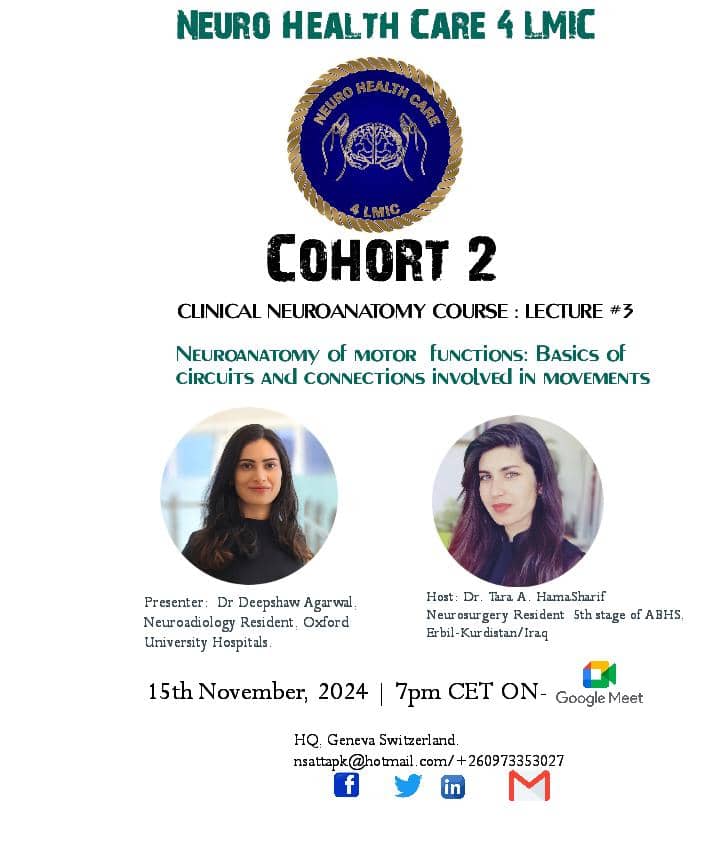 Neuro Health Care 4 LMIC
NEURO HEALTH CARE
4 LMIC
Cohort 2
CLINICAL NEUROANATOMY COURSE : LECTURE #3
Neuroanatomy of motor functions: Basics of
circuits and connections involved in movements
Presenter: Dr Deepshaw Agarwal,
Neuroadiology Resident, Oxford
University Hospitals.
Host: Dr. Tara A. HamaSharif
Neurosurgery Resident 5th stage of ABHS,
Erbil-Kurdistan/Iraq
15th November, 2024 | 7pm CET ON-
Google Meet
HQ, Geneva Switzerland.
nsattapk@hotmail.com/+260973353027